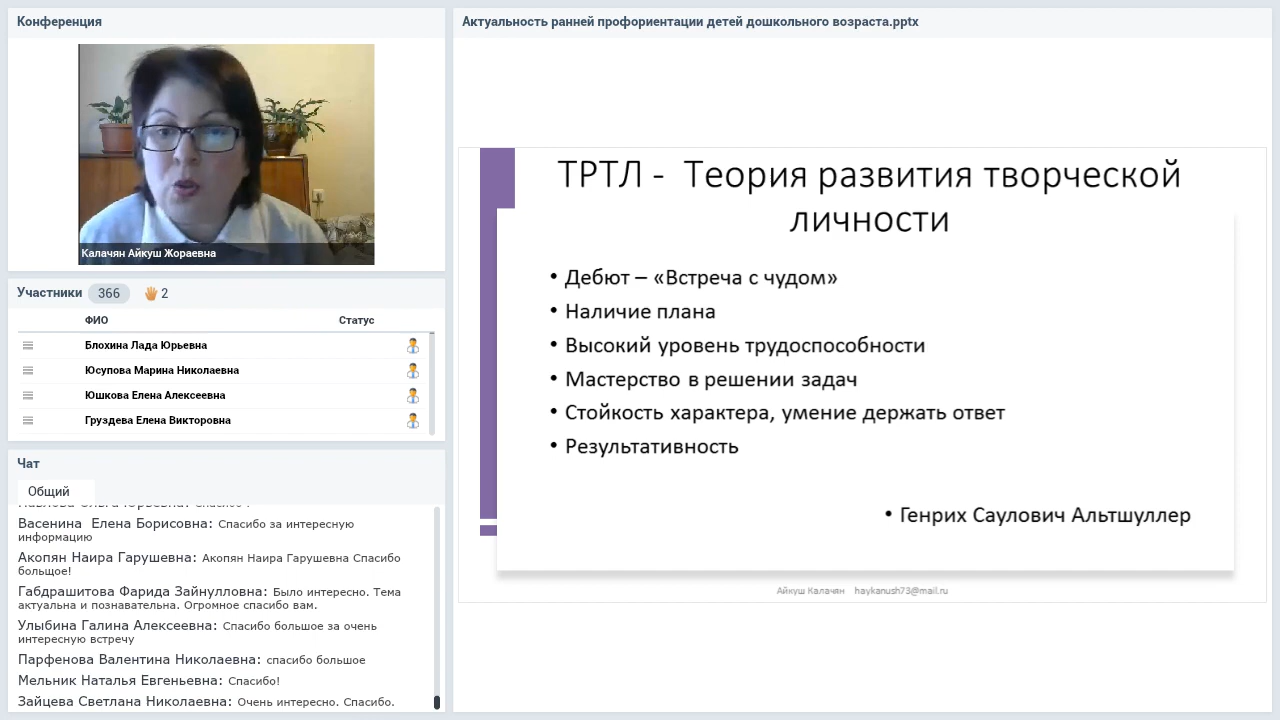 Конференция
Калачян Айкуш Жораевна
Участники 366 2
ФИО Статус
Блохина Лада Юрьевна
Юсупова Марина Николаевна
Юшкова Елена Алексеевна
Груздева Елена Викторовна
Чат
Общий
Васенина Елена Борисовна: Спасибо за интересную
информацию
Акопян Наира Гарушевна: Акопян Наира Гарушевна Спасибо
больщое!
Габдрашитова Фарида Зайнулловна: Было интересно. Тема
актуальна и познавательна. Огромное спасибо вам.
Улыбина Галина Алексеевна: Спасибо большое за очень
интересную встречу
Парфенова Валентина Николаевна: спасибо большое
Мельник Наталья Евгеньевна: Спасибо!
Зайцева Светлана Николаевна: Очень интересно. Спасибо.
Актуальность ранней профориентации детей дошкольного возраста.pptx
ТРТЛ - Теория развития творческой
личности
• Дебют – «Встреча с чудом»
• Наличие плана
• Высокий уровень трудоспособности
• Мастерство в решении задач
• Стойкость характера, умение держать ответ
• Результативность
• Генрих Саулович Альтшуллер
Айкуш Калачян haykanush73@mail.ru